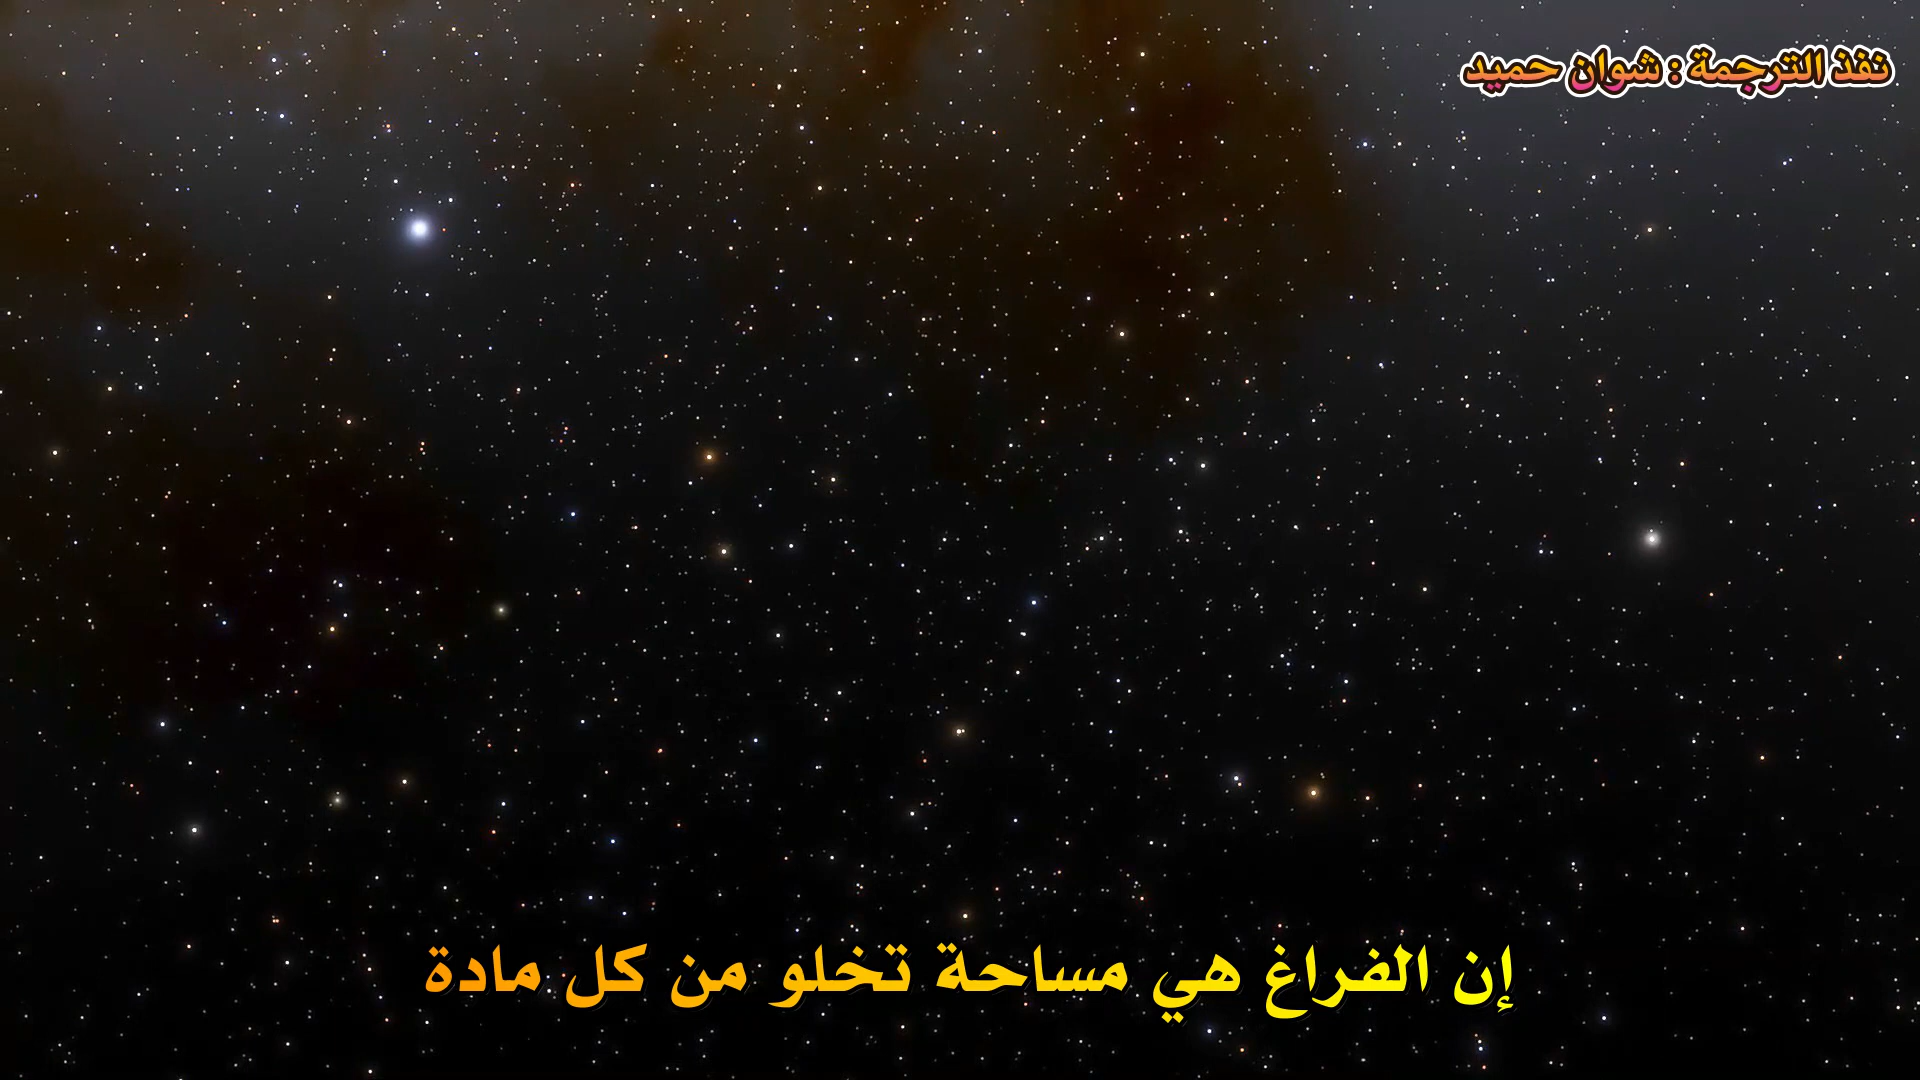 نفذ الترجمة : شوان حميد
إن الفراغ هي مساحة تخلو من كل مادة